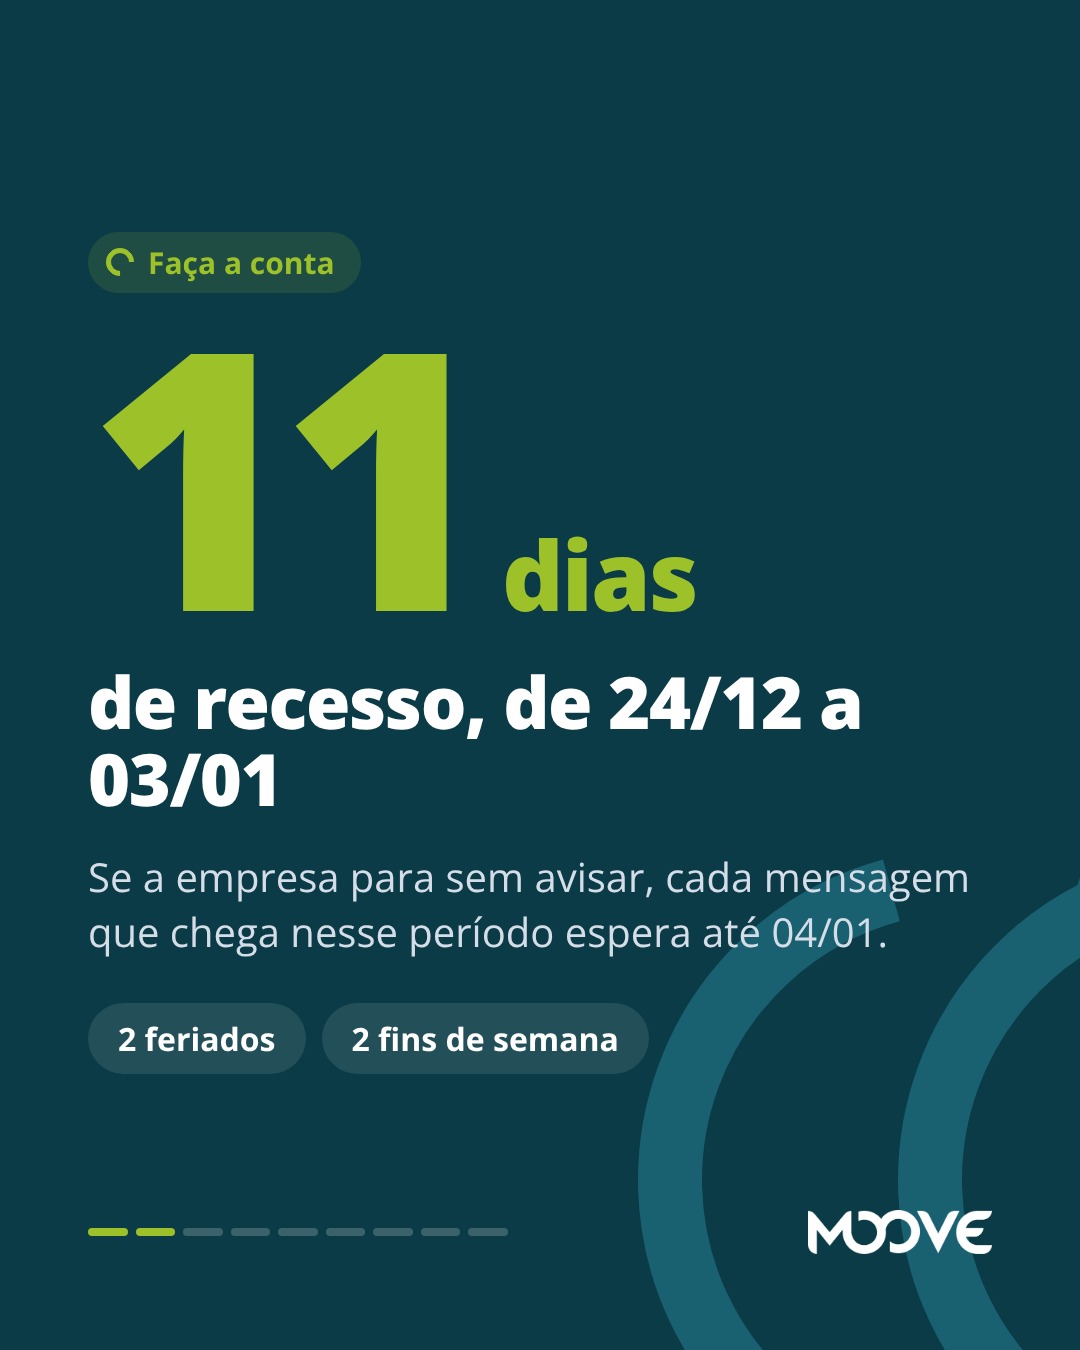 Faça a conta
11 dias
de recesso, de 24/12 a
03/01
Se a empresa para sem avisar, cada mensagem
que chega nesse período espera até 04/01.
2 feriados 2 fins de semana
MOOVE